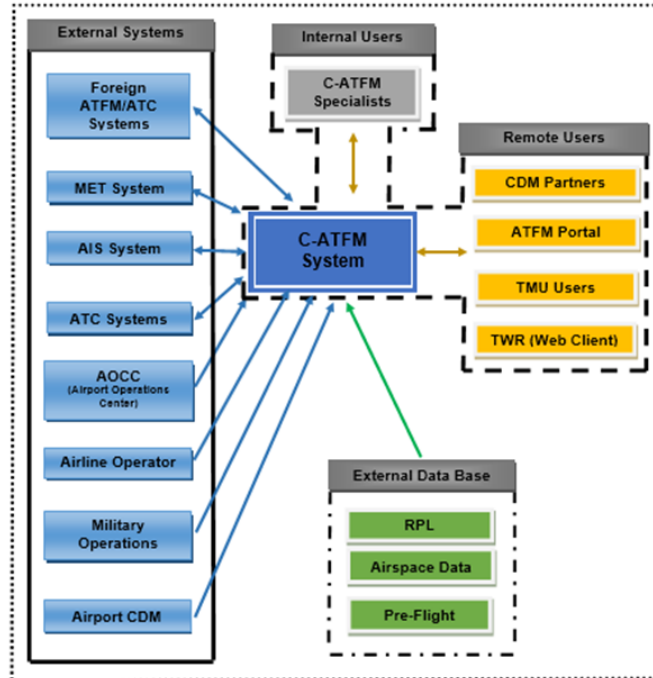 External Systems
Foreign
ATFM/ATC
Systems
MET System
AIS System
ATC Systems
AOCC
(Airport Operations
Center)
Airline Operator
Military
Operations
Airport CDM
Internal Users
C-ATFM
Specialists
C-ATFM
System
Remote Users
CDM Partners
ATFM Portal
TMU Users
TWR (Web Client)
External Data Base
RPL
Airspace Data
Pre-Flight